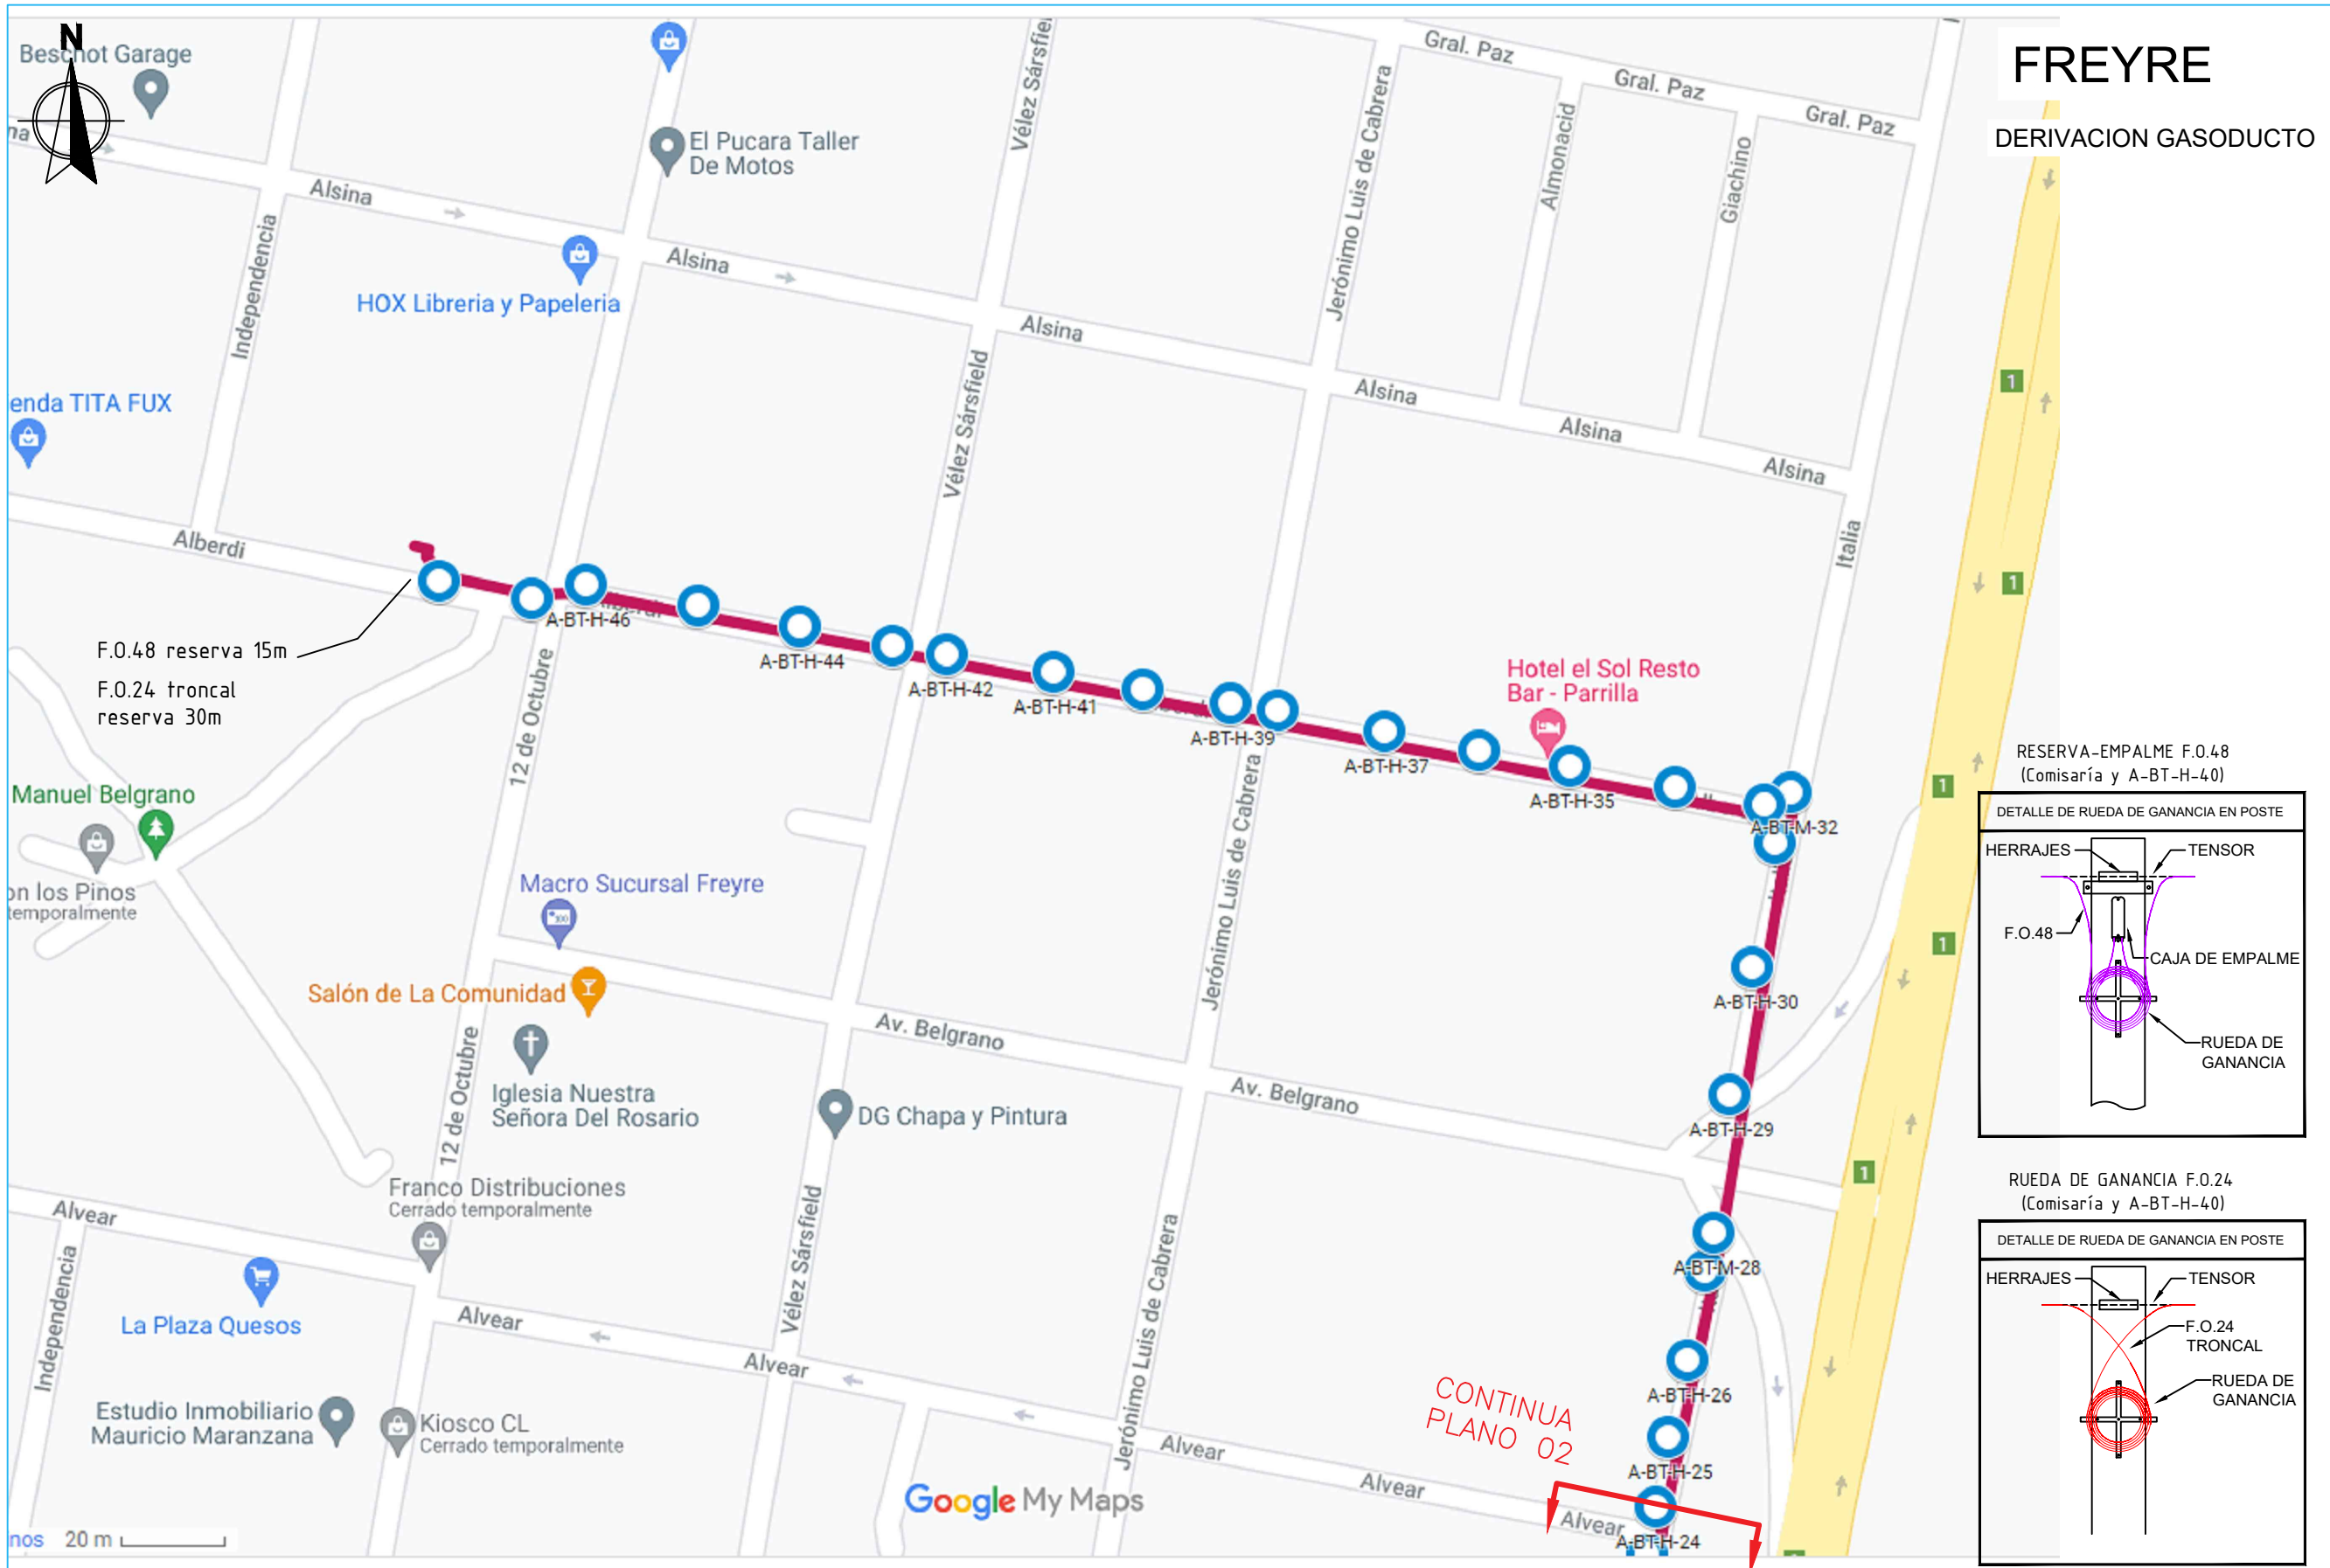 N
FREYRE
DERIVACION GASODUCTO
Beschot Garage
na
El Pucara Taller
De Motos
Vélez Sársfiel
Gral. Paz
Gral. Paz
Gral. Paz
Almonacid
Giachino
Jerónimo Luis de Cabrera
Independencia
Alsina
Alsina
Alsina
Alsina
Alsina
Alsina
HOX Libreria y Papeleria
enda TITA FUX
Vélez Sársfield
Italia
1
1
1
1
1
Alberdi
F.O.48 reserva 15m
F.O.24 troncal
reserva 30m
A-BT-H-46
A-BT-H-44
A-BT-H-42
A-BT-H-41
A-BT-H-39
A-BT-H-37
A-BT-H-35
A-BT-M-32
A-BT-H-30
A-BT-H-29
A-BT-M-28
A-BT-H-26
A-BT-H-25
A-BT-H-24
Hotel el Sol Resto
Bar - Parrilla
12 de Octubre
Jerónimo Luis de Cabrera
Manuel Belgrano
on los Pinos
temporalmente
Macro Sucursal Freyre
Salón de La Comunidad
Iglesia Nuestra
Señora Del Rosario
Av. Belgrano
Av. Belgrano
DG Chapa y Pintura
12 de Octubre
Franco Distribuciones
Cerrado temporalmente
Alvear
Independencia
La Plaza Quesos
Vélez Sársfield
Jerónimo Luis de Cabrera
Alvear
Alvear
Alvear
Alvear
Alvear
Estudio Inmobiliario
Mauricio Maranzana
Kiosco CL
Cerrado temporalmente
CONTINUA
PLANO 02
Google My Maps
nos
20 m
RESERVA-EMPALME F.O.48
(Comisaría y A-BT-H-40)
DETALLE DE RUEDA DE GANANCIA EN POSTE
HERRAJES
TENSOR
F.O.48
CAJA DE EMPALME
RUEDA DE
GANANCIA
RUEDA DE GANANCIA F.O.24
(Comisaría y A-BT-H-40)
DETALLE DE RUEDA DE GANANCIA EN POSTE
HERRAJES
TENSOR
F.O.24
TRONCAL
RUEDA DE
GANANCIA